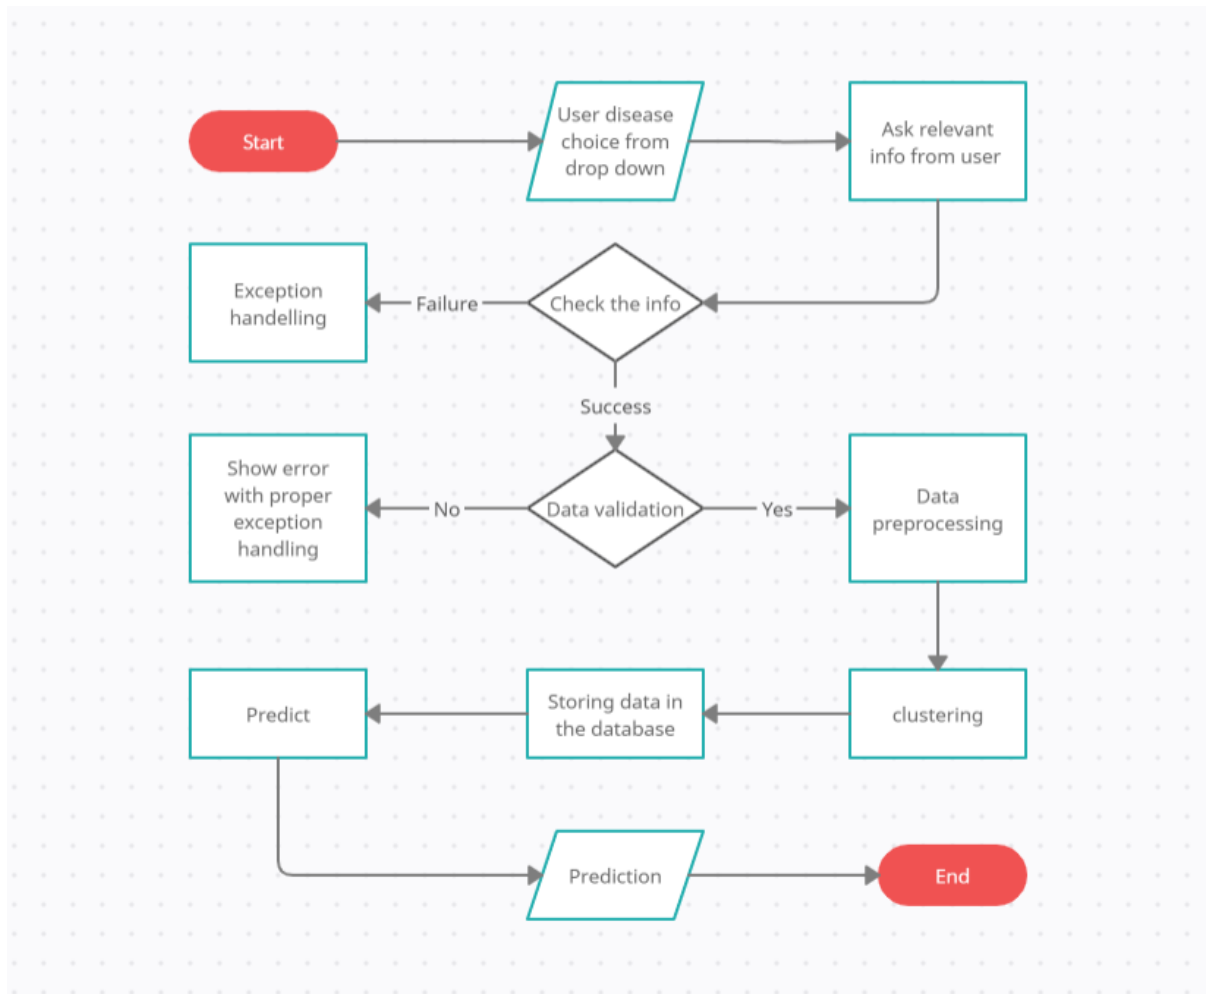 Start
User disease
choice from
drop down
Ask relevant
info from user
Exception
handelling
Failure
Check the info
Success
Show error
with proper
exception
handling
No
Data validation
Yes
Data
preprocessing
Predict
Storing data in
the database
clustering
Prediction
End